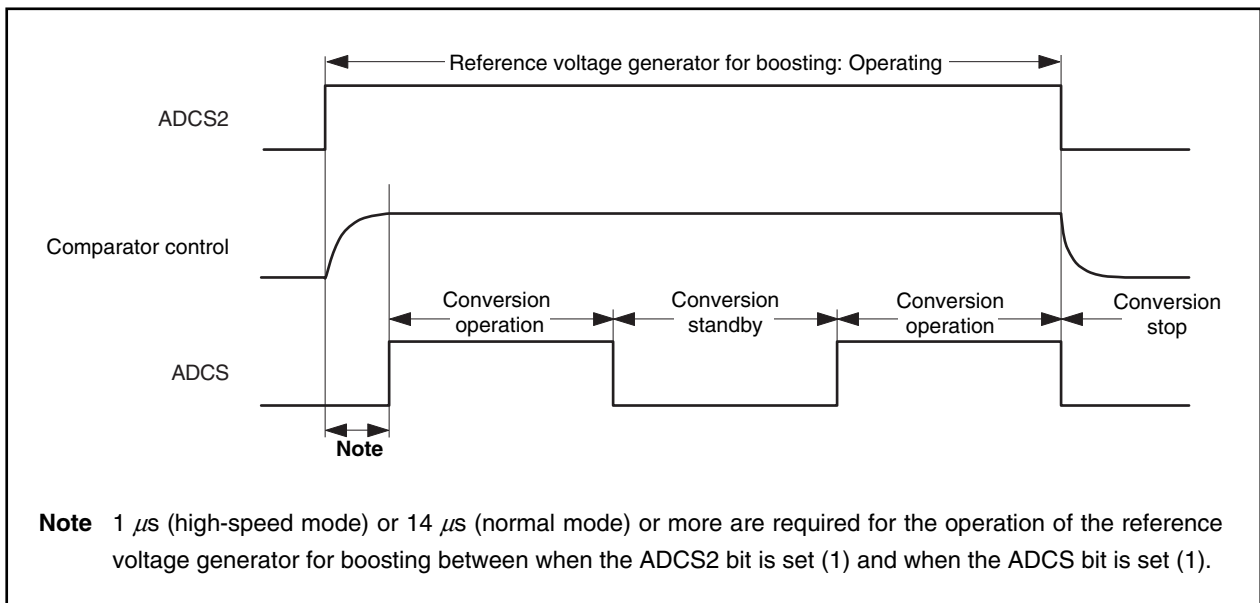 Reference voltage generator for boosting: Operating
ADCS2
Comparator control
Conversion
operation
Conversion
standby
Conversion
operation
Conversion
stop
ADCS
Note
Note 1 μs (high-speed mode) or 14 μs (normal mode) or more are required for the operation of the reference
voltage generator for boosting between when the ADCS2 bit is set (1) and when the ADCS bit is set (1).